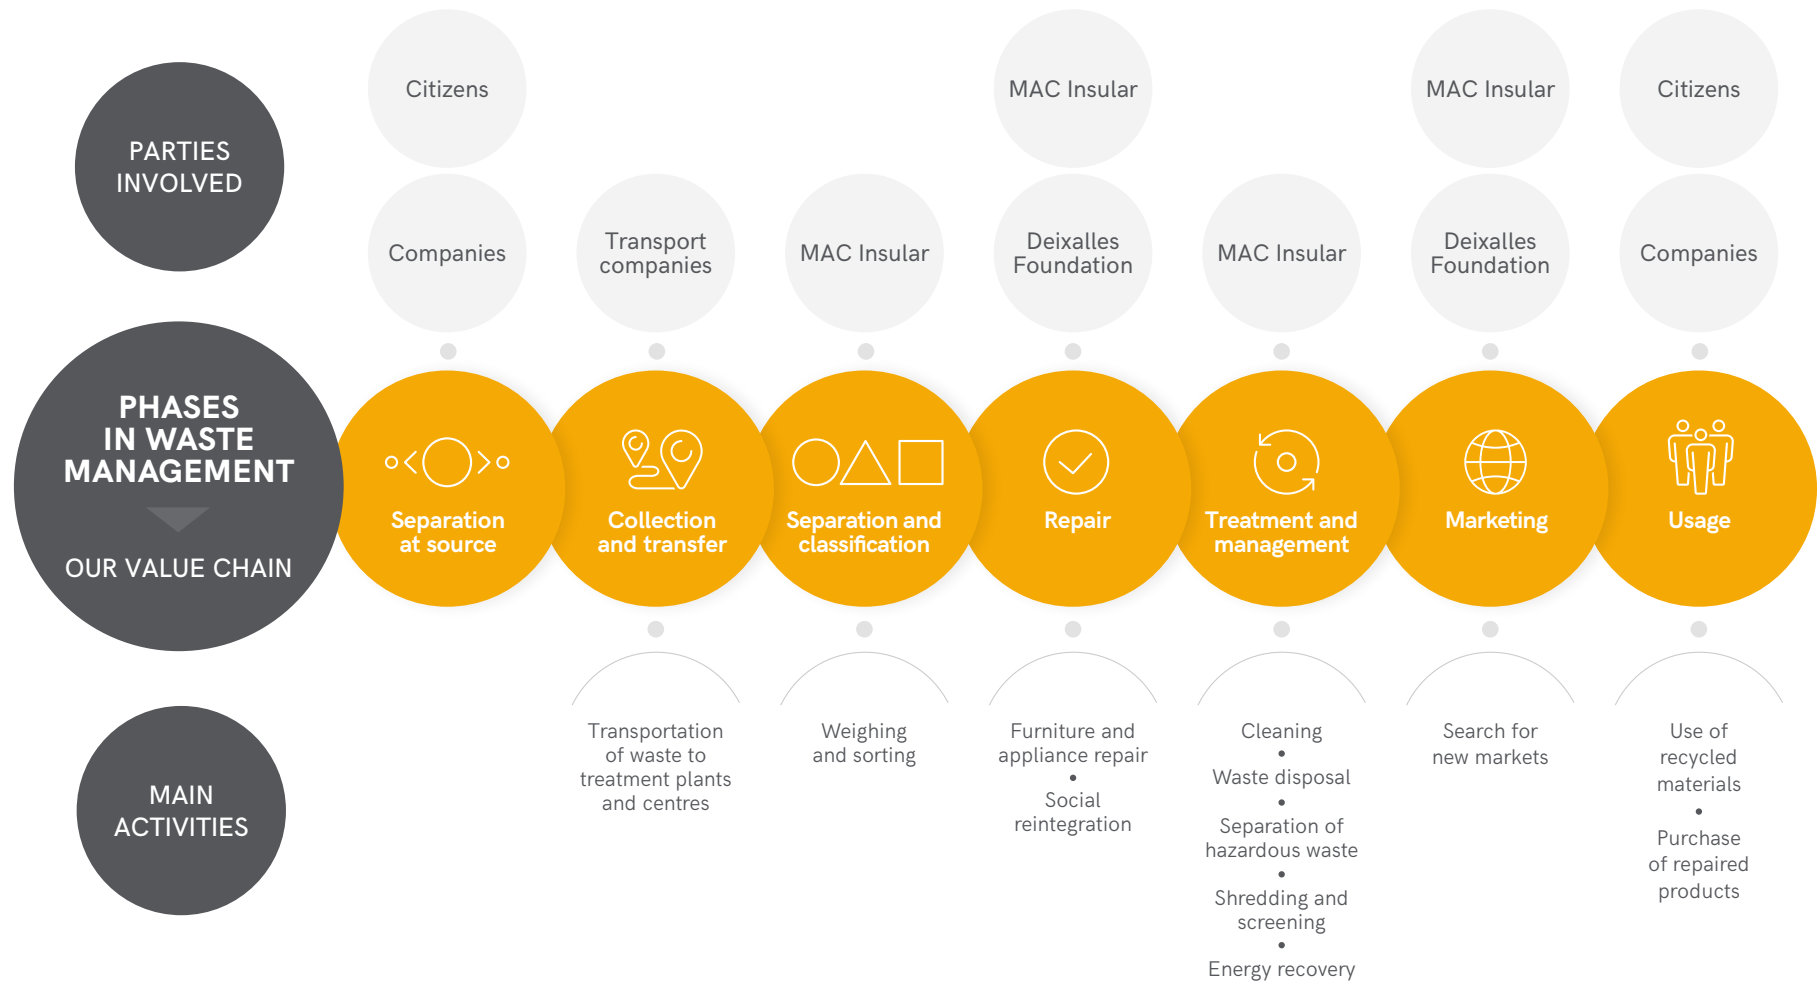 PARTIES
INVOLVED
Citizens
MAC Insular
MAC Insular
Citizens
Companies
Transport
companies
MAC Insular
Deixalles
Foundation
MAC Insular
Deixalles
Foundation
Companies
PHASES
IN WASTE
MANAGEMENT
OUR VALUE CHAIN
Separation
at source
Collection
and transfer
Separation and
classification
Repair
Treatment and
management
Marketing
Usage
MAIN
ACTIVITIES
Transportation
of waste to
treatment plants
and centres
Weighing
and sorting
Furniture and
appliance repair
•
Social
reintegration
Cleaning
•
Waste disposal
•
Separation of
hazardous waste
•
Shredding and
screening
•
Energy recovery
Search for
new markets
Use of
recycled
materials
•
Purchase
of repaired
products